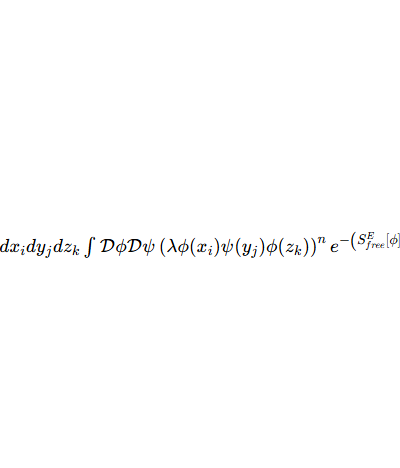 dx_i dy_j dz_k ∫ 𝒟ϕ𝒟ψ (λϕ(x_i)ψ(y_j)ϕ(z_k))^n e^{-(S^E_{free}[ϕ]